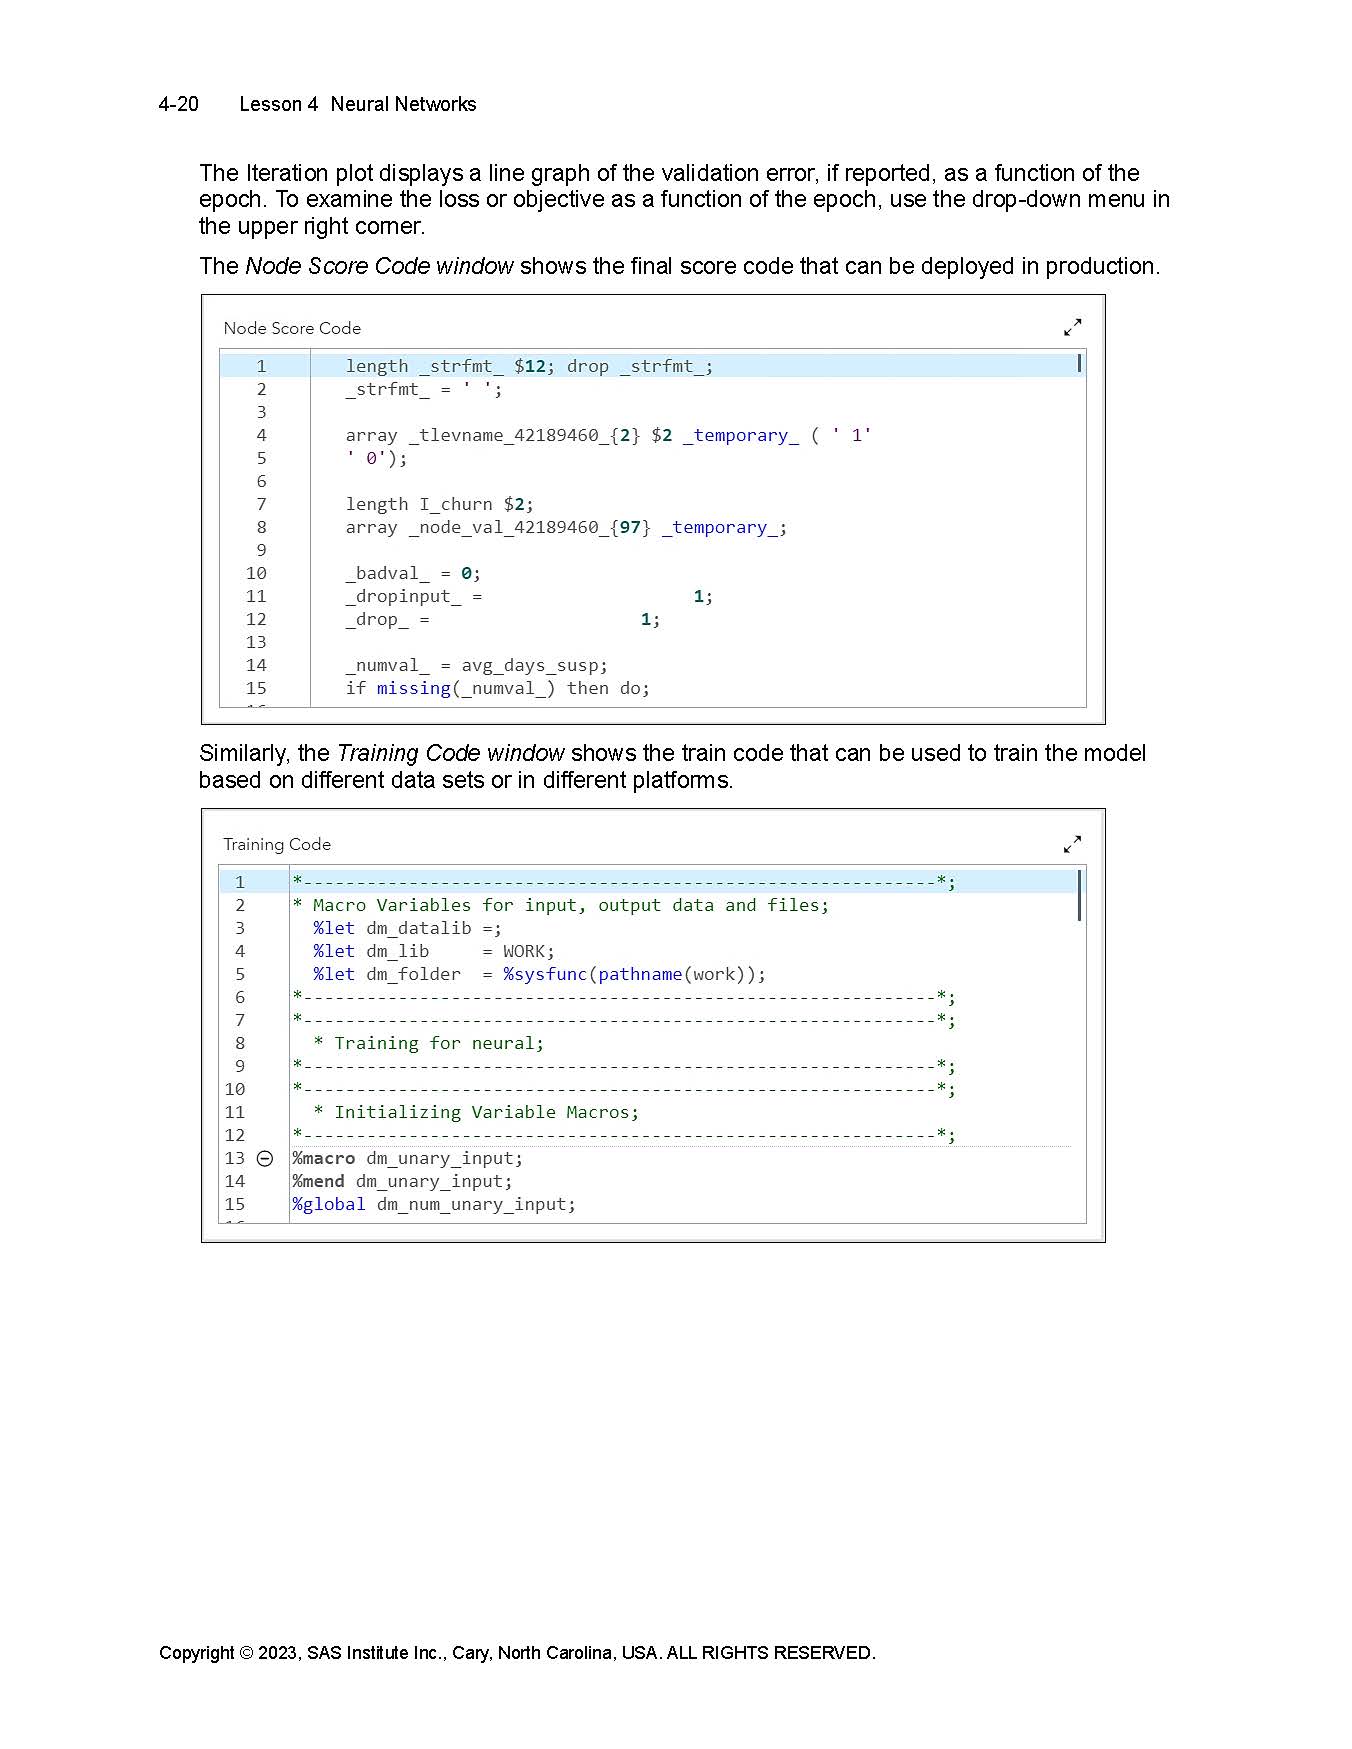 4-20 Lesson 4 Neural Networks
The Iteration plot displays a line graph of the validation error, if reported, as a function of the
epoch. To examine the loss or objective as a function of the epoch, use the drop-down menu in
the upper right corner.
The Node Score Code window shows the final score code that can be deployed in production.
Node Score Code
1 length _strfmt_ $12; drop _strfmt_;
2 _strfmt_ = ' ';
3
4 array _tlevname_42189460_{2} $2 _temporary_ ( ' 1'
5 ' 0');
6
7 length I_churn $2;
8 array _node_val_42189460_{97} _temporary_;
9
10 _badval_ = 0;
11 _dropinput_ = 1;
12 _drop_ = 1;
13
14 _numval_ = avg_days_susp;
15 if missing(_numval_) then do;
Similarly, the Training Code window shows the train code that can be used to train the model
based on different data sets or in different platforms.
Training Code
1 *------------------------------------------------------------*;
2 * Macro Variables for input, output data and files;
3 %let dm_datalib =;
4 %let dm_lib = WORK;
5 %let dm_folder = %sysfunc(pathname(work));
6 *------------------------------------------------------------*;
7 *------------------------------------------------------------*;
8 * Training for neural;
9 *------------------------------------------------------------*;
10 *------------------------------------------------------------*;
11 * Initializing Variable Macros;
12 *------------------------------------------------------------*;
13 %macro dm_unary_input;
14 %mend dm_unary_input;
15 %global dm_num_unary_input;
Copyright © 2023, SAS Institute Inc., Cary, North Carolina, USA. ALL RIGHTS RESERVED.